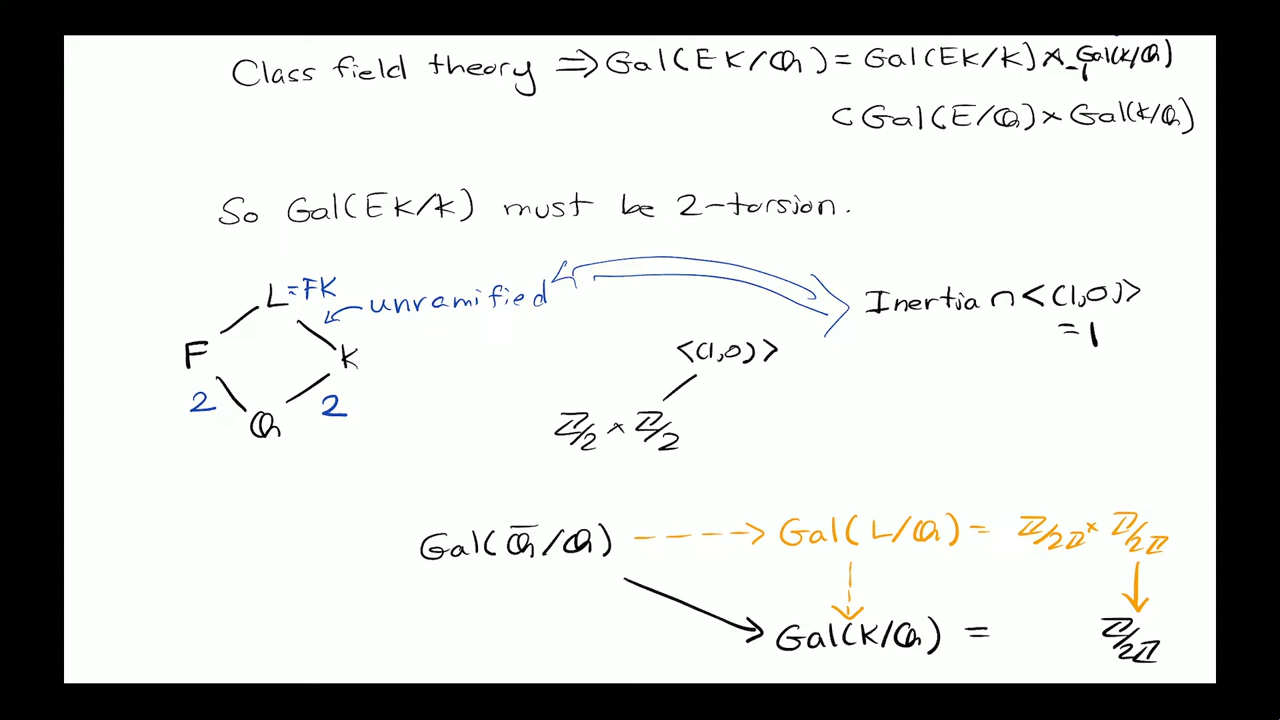 Class field theory ⇒ Gal(EK/ℚ) = Gal(EK/K) ⋊₋₁ Gal(K/ℚ)
⊂ Gal(E/ℚ) × Gal(K/ℚ)
So Gal(EK/K) must be 2-torsion.
L = FK
unramified
Inertia ∩ <(1,0)>
= 1
F
K
<(1,0)>
2
2
ℚ
ℤ/2 × ℤ/2
Gal(ℚ̄/ℚ) ----> Gal(L/ℚ) = ℤ/2ℤ × ℤ/2ℤ
Gal(K/ℚ) = ℤ/2ℤ